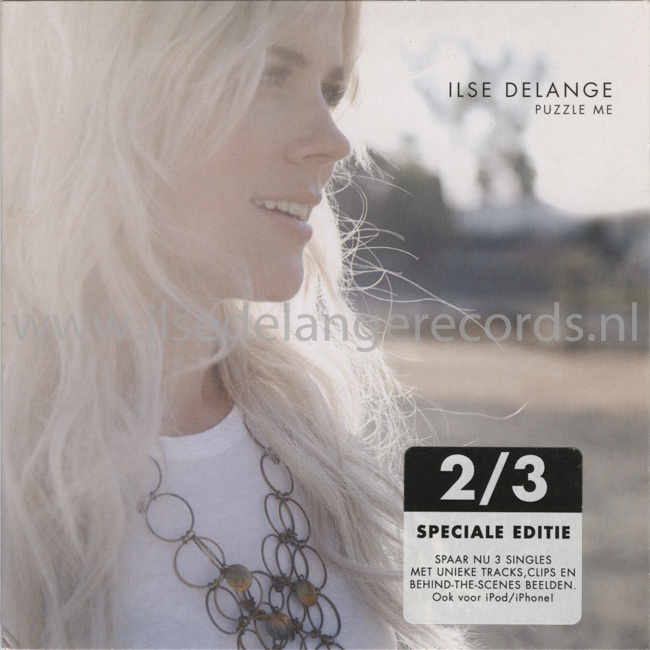 ILSE DELANGE
PUZZLE ME
www.ilsedelangerecords.nl
2/3
SPECIALE EDITIE
SPAAR NU 3 SINGLES
MET UNIEKE TRACKS,CLIPS EN
BEHIND-THE-SCENES BEELDEN.
Ook voor iPod/iPhone!